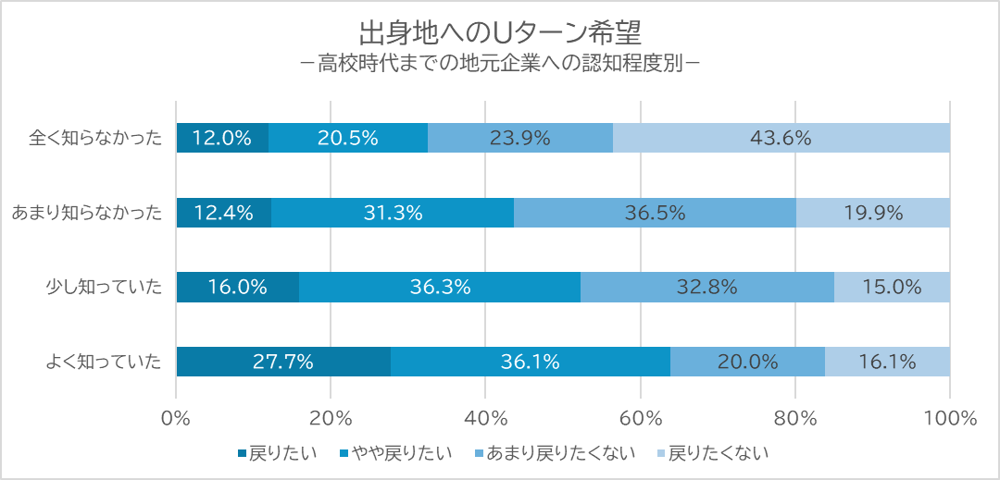 出身地へのUターン希望
－高校時代までの地元企業への認知程度別－
全く知らなかった 12.0% 20.5% 23.9% 43.6%
あまり知らなかった 12.4% 31.3% 36.5% 19.9%
少し知っていた 16.0% 36.3% 32.8% 15.0%
よく知っていた 27.7% 36.1% 20.0% 16.1%
0% 20% 40% 60% 80% 100%
戻りたい やや戻りたい あまり戻りたくない 戻りたくない